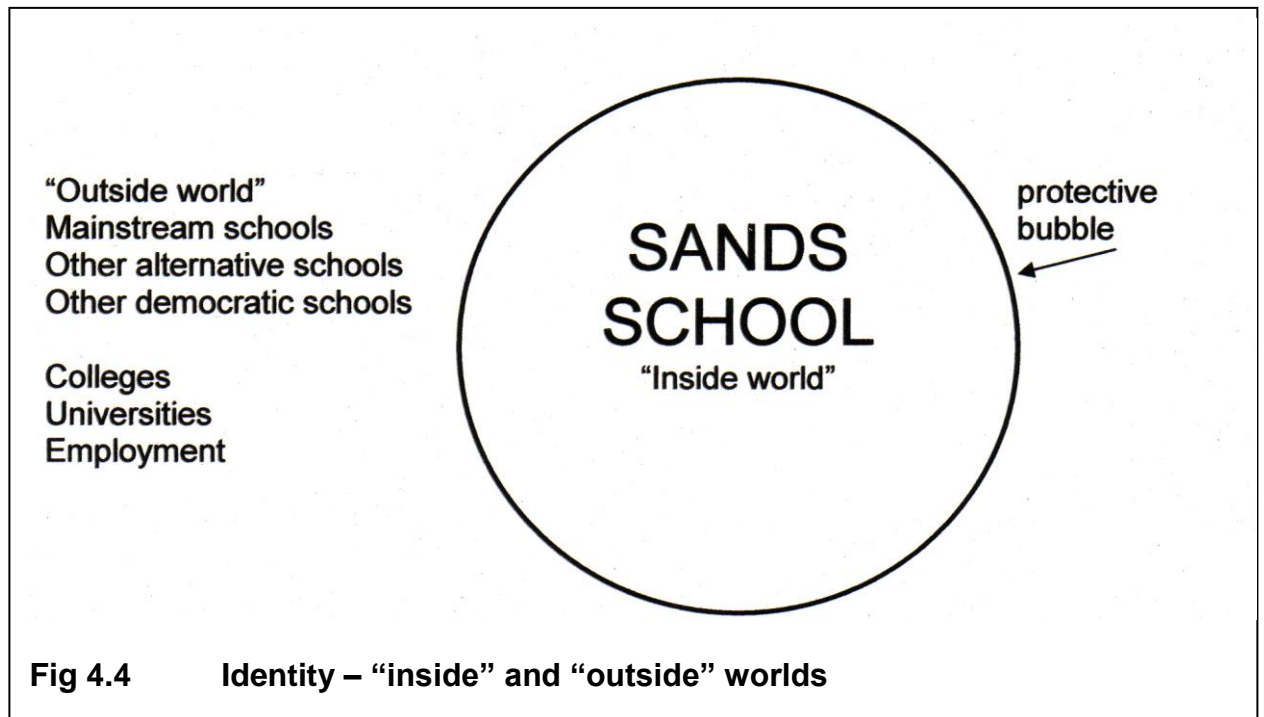 “Outside world”
Mainstream schools
Other alternative schools
Other democratic schools
Colleges
Universities
Employment
SANDS
SCHOOL
“Inside world”
protective
bubble
Fig 4.4 Identity – “inside” and “outside” worlds